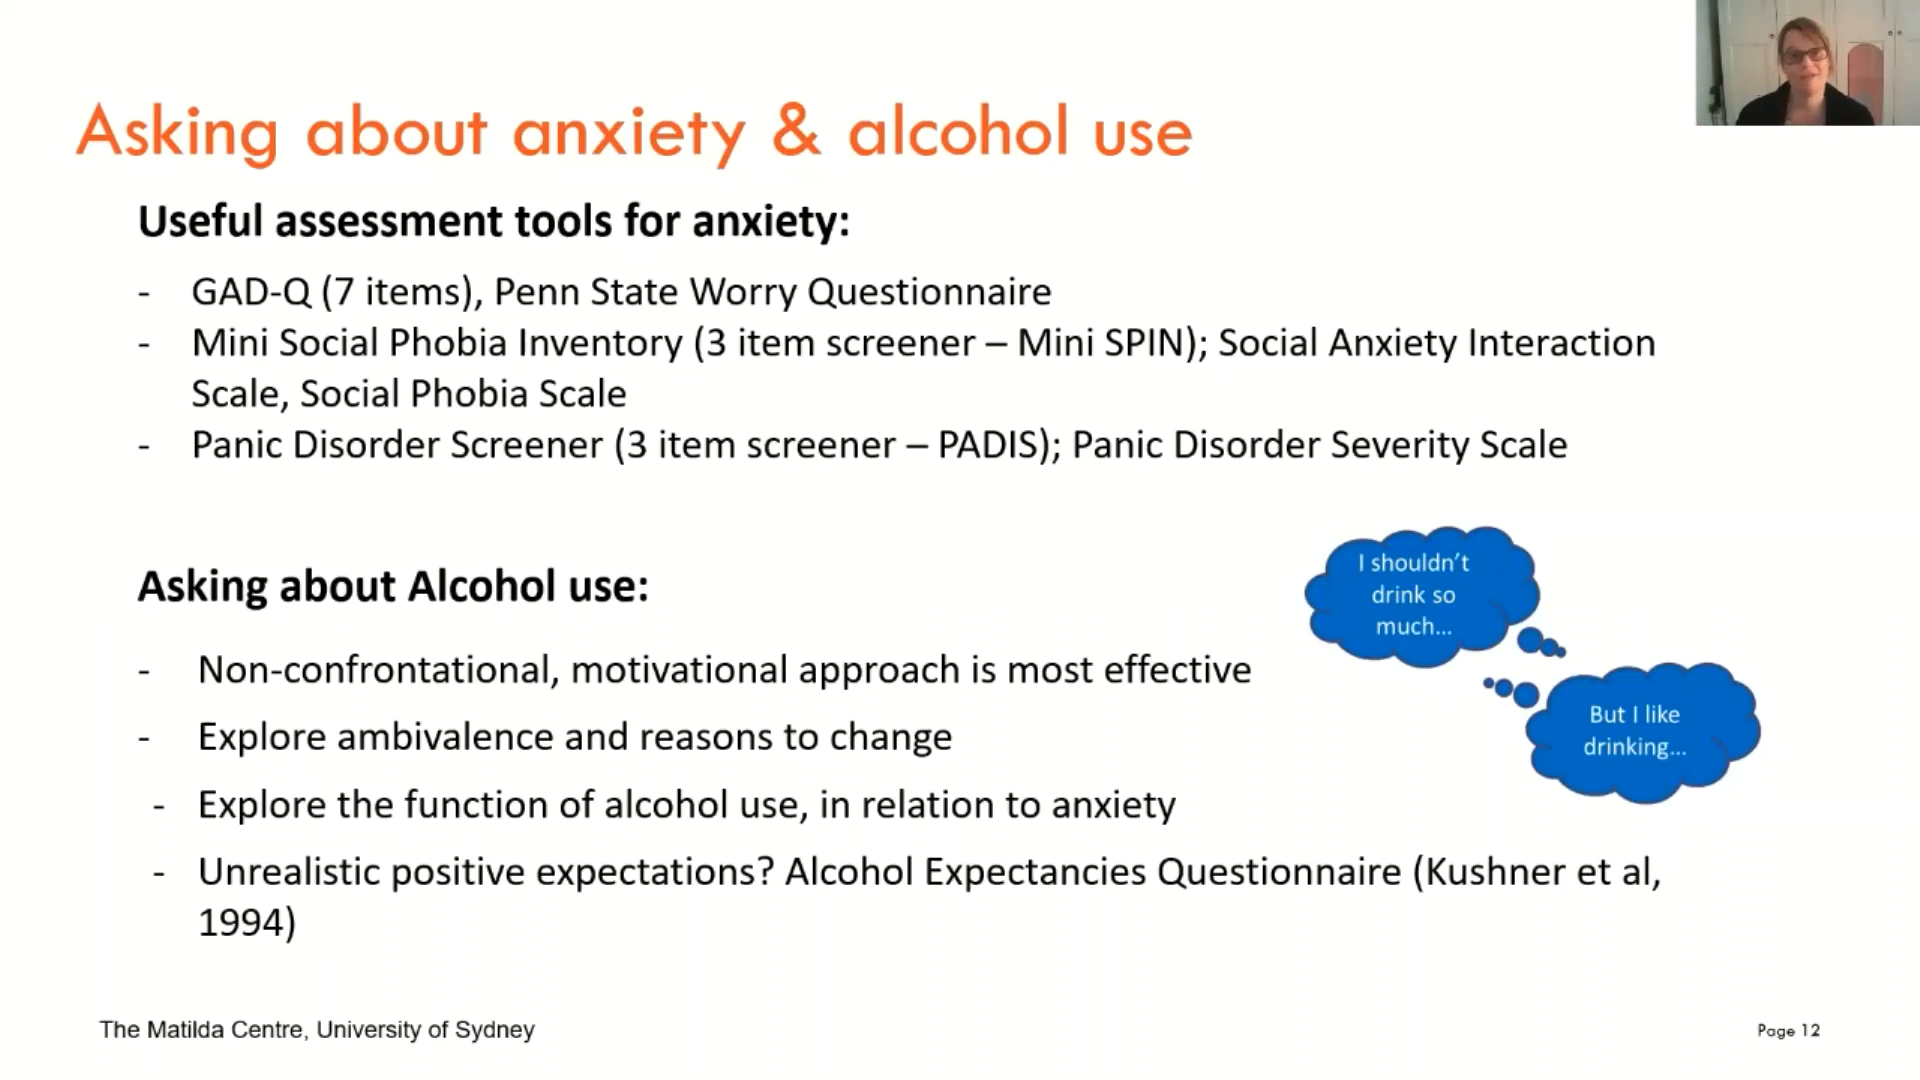 Asking about anxiety & alcohol use
Useful assessment tools for anxiety:
- GAD-Q (7 items), Penn State Worry Questionnaire
- Mini Social Phobia Inventory (3 item screener – Mini SPIN); Social Anxiety Interaction
Scale, Social Phobia Scale
- Panic Disorder Screener (3 item screener – PADIS); Panic Disorder Severity Scale
Asking about Alcohol use:
- Non-confrontational, motivational approach is most effective
- Explore ambivalence and reasons to change
- Explore the function of alcohol use, in relation to anxiety
- Unrealistic positive expectations? Alcohol Expectancies Questionnaire (Kushner et al,
1994)
I shouldn't
drink so
much...
But I like
drinking...
The Matilda Centre, University of Sydney
Page 12